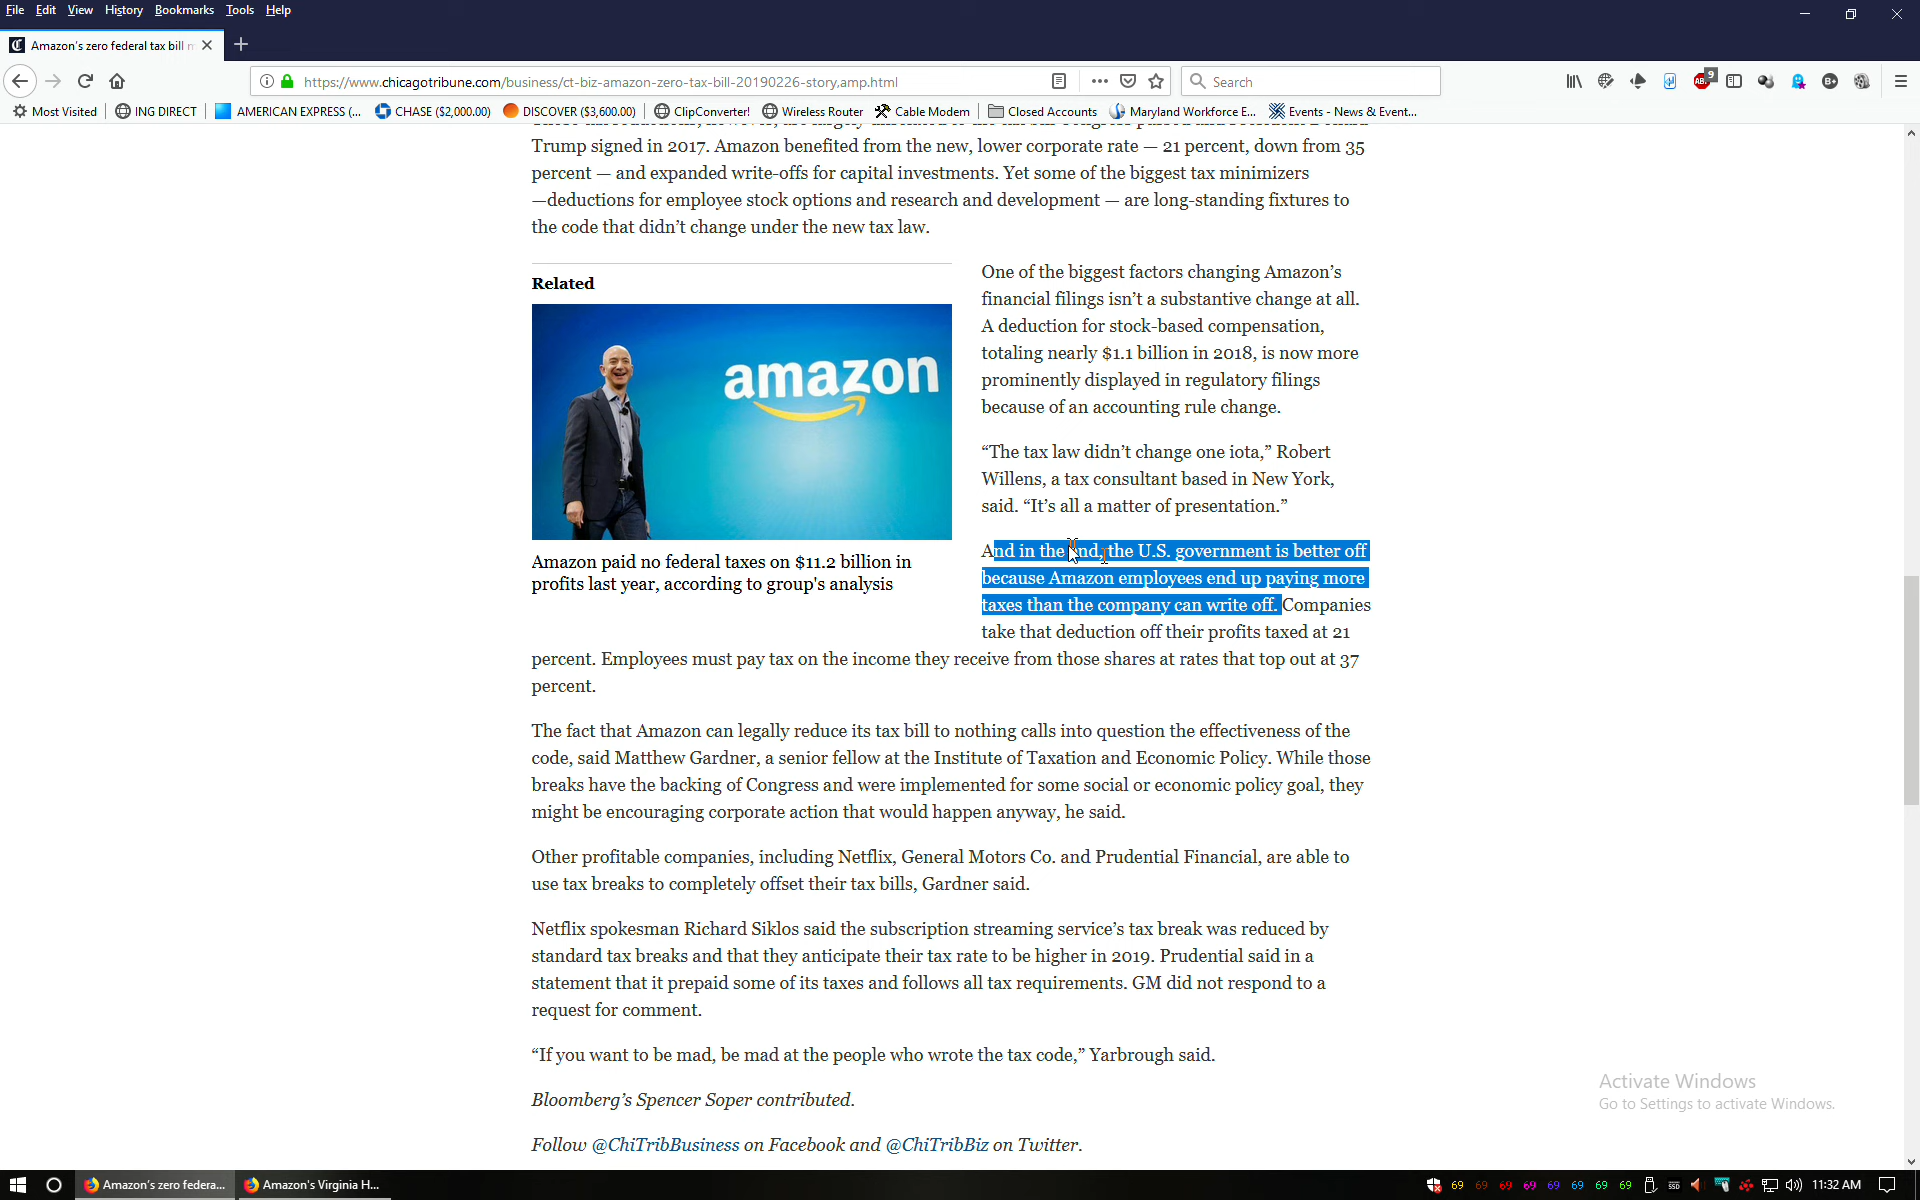 File Edit View History Bookmarks Tools Help
Amazon's zero federal tax bill
https://www.chicagotribune.com/business/ct-biz-amazon-zero-tax-bill-20190226-story,amp.html
Search
9
Most Visited ING DIRECT AMERICAN EXPRESS (... CHASE ($2,000.00) DISCOVER ($3,600.00) ClipConverter! Wireless Router Cable Modem Closed Accounts Maryland Workforce E... Events - News & Event...
Trump signed in 2017. Amazon benefited from the new, lower corporate rate — 21 percent, down from 35
percent — and expanded write-offs for capital investments. Yet some of the biggest tax minimizers
—deductions for employee stock options and research and development — are long-standing fixtures to
the code that didn't change under the new tax law.
Related
amazon
Amazon paid no federal taxes on $11.2 billion in
profits last year, according to group's analysis
One of the biggest factors changing Amazon's
financial filings isn't a substantive change at all.
A deduction for stock-based compensation,
totaling nearly $1.1 billion in 2018, is now more
prominently displayed in regulatory filings
because of an accounting rule change.
“The tax law didn't change one iota,” Robert
Willens, a tax consultant based in New York,
said. “It's all a matter of presentation.”
And in the end, the U.S. government is better off
because Amazon employees end up paying more
taxes than the company can write off. Companies
take that deduction off their profits taxed at 21
percent. Employees must pay tax on the income they receive from those shares at rates that top out at 37
percent.
The fact that Amazon can legally reduce its tax bill to nothing calls into question the effectiveness of the
code, said Matthew Gardner, a senior fellow at the Institute of Taxation and Economic Policy. While those
breaks have the backing of Congress and were implemented for some social or economic policy goal, they
might be encouraging corporate action that would happen anyway, he said.
Other profitable companies, including Netflix, General Motors Co. and Prudential Financial, are able to
use tax breaks to completely offset their tax bills, Gardner said.
Netflix spokesman Richard Siklos said the subscription streaming service's tax break was reduced by
standard tax breaks and that they anticipate their tax rate to be higher in 2019. Prudential said in a
statement that it prepaid some of its taxes and follows all tax requirements. GM did not respond to a
request for comment.
“If you want to be mad, be mad at the people who wrote the tax code,” Yarbrough said.
Bloomberg's Spencer Soper contributed.
Follow @ChiTribBusiness on Facebook and @ChiTribBiz on Twitter.
Activate Windows
Go to Settings to activate Windows.
Amazon's zero federa... Amazon's Virginia H... 69 69 69 69 69 69 69 69 11:32 AM